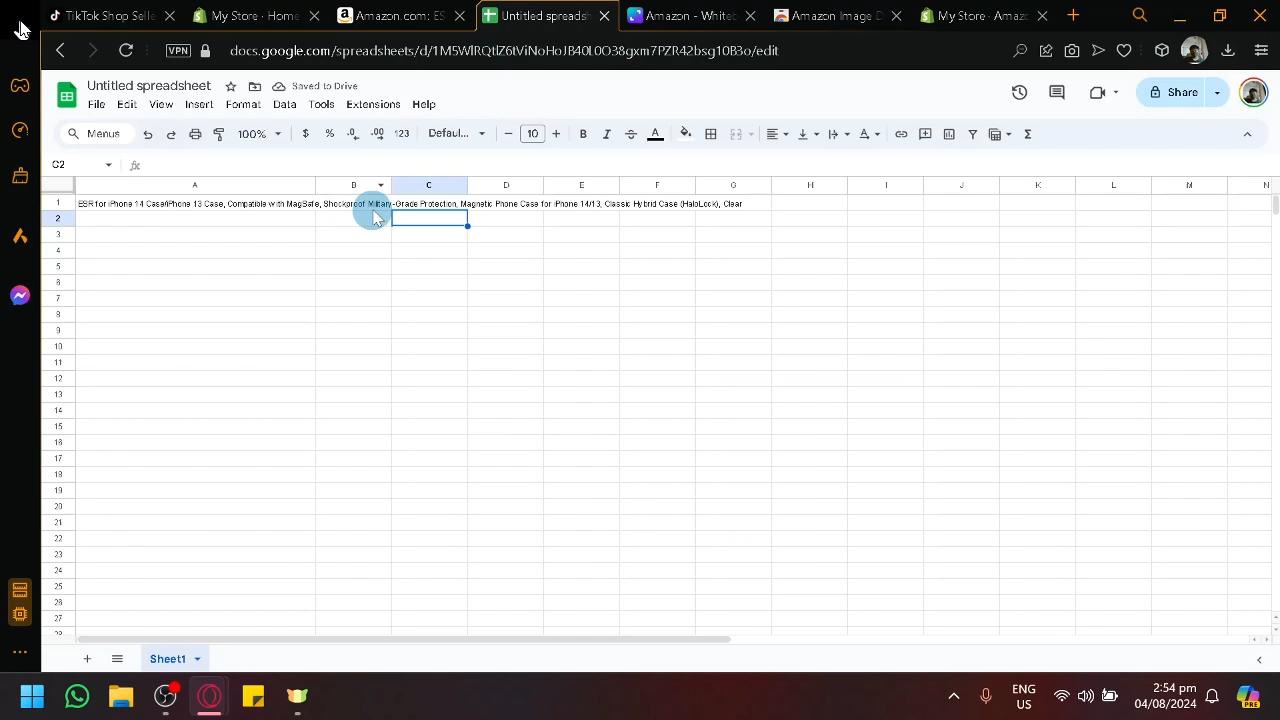 TikTok Shop Selle
My Store · Home
Amazon.com: ES
Untitled spreadsh
Amazon - Whiteb
Amazon Image D
My Store · Amazo
VPN
docs.google.com/spreadsheets/d/1M5WlRQtlZ6tViNoHoJB40L0O38gxm7PZR42bsg10B3o/edit
Untitled spreadsheet
Saved to Drive
File Edit View Insert Format Data Tools Extensions Help
Share
Menus
100%
$ % .0 .00 123
Defaul...
10
B I A
C2
fx
A B C D E F G H I J K L M N
1 ESR for iPhone 14 Case/iPhone 13 Case, Compatible with MagSafe, Shockproof Military-Grade Protection, Magnetic Phone Case for iPhone 14/13, Classic Hybrid Case (HaloLock), Clear
2
3
4
5
6
7
8
9
10
11
12
13
14
15
16
17
18
19
20
21
22
23
24
25
26
27
28
Sheet1
ENG
US
2:54 pm
04/08/2024
PRE